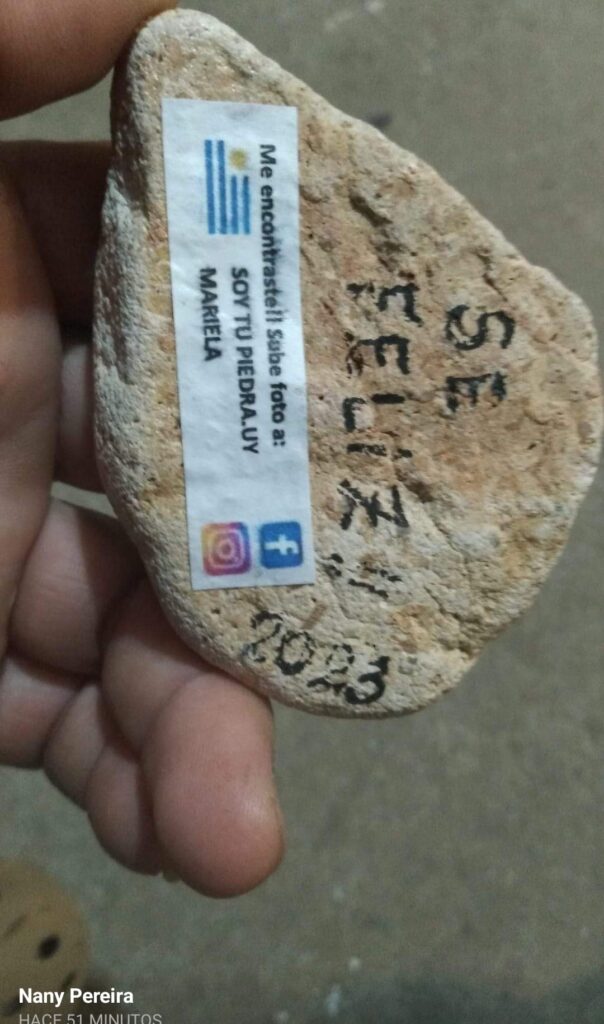 SE
FELIZ !!
2023
Me encontraste!! Sube foto a:
SOY TU PIEDRA.UY
MARIELA
Nany Pereira
HACE 51 MINUTOS